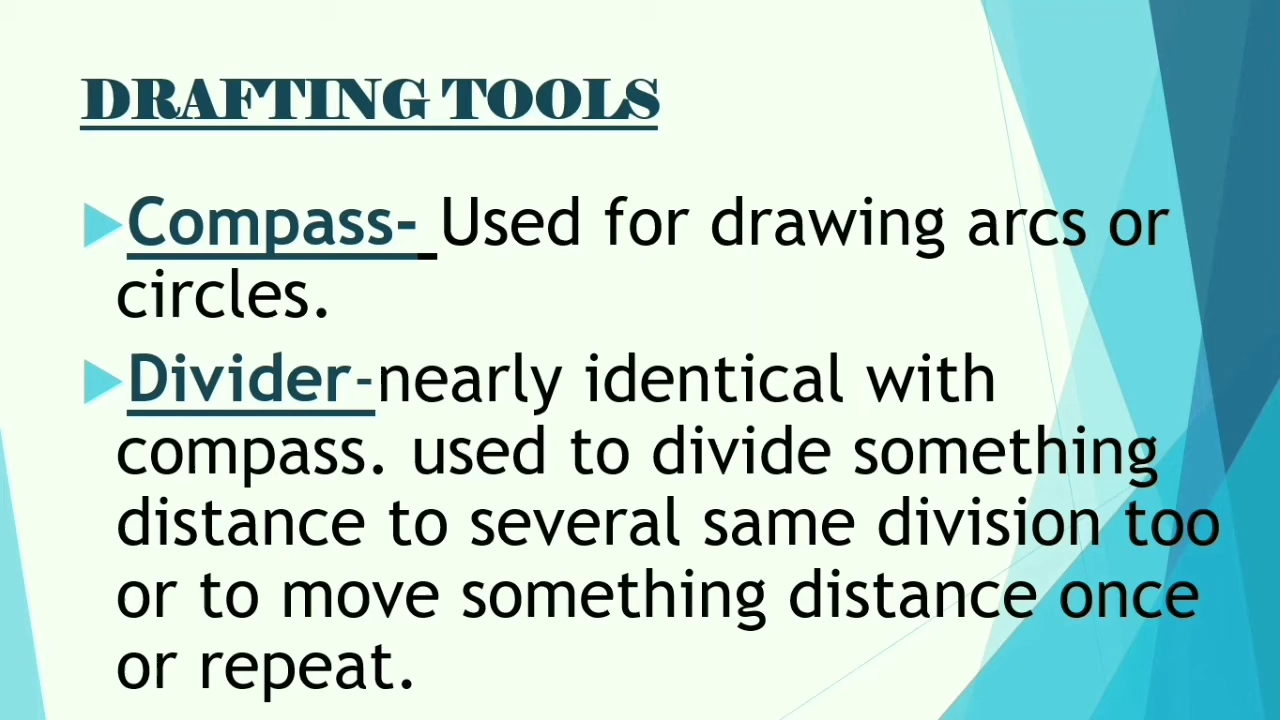 DRAFTING TOOLS
Compass- Used for drawing arcs or
circles.
Divider-nearly identical with
compass. used to divide something
distance to several same division too
or to move something distance once
or repeat.